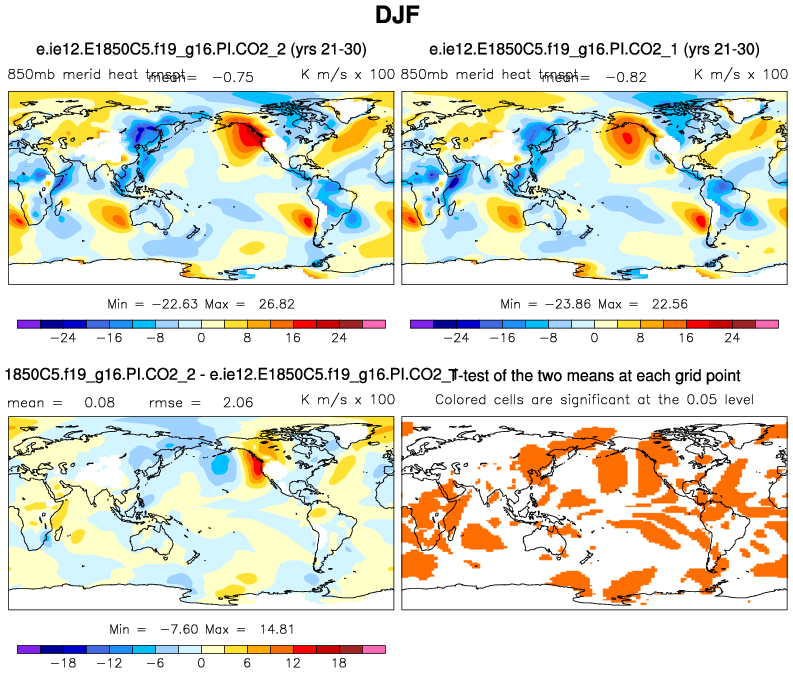 DJF
e.ie12.E1850C5.f19_g16.PI.CO2_2 (yrs 21-30)
e.ie12.E1850C5.f19_g16.PI.CO2_1 (yrs 21-30)
850mb merid heat trnspt mean= −0.75 K m/s x 100
850mb merid heat trnspt mean= −0.82 K m/s x 100
Min = −22.63 Max = 26.82
Min = −23.86 Max = 22.56
−24 −16 −8 0 8 16 24
−24 −16 −8 0 8 16 24
1850C5.f19_g16.PI.CO2_2 - e.ie12.E1850C5.f19_g16.PI.CO2_1
T-test of the two means at each grid point
mean = 0.08 rmse = 2.06 K m/s x 100
Colored cells are significant at the 0.05 level
Min = −7.60 Max = 14.81
−18 −12 −6 0 6 12 18